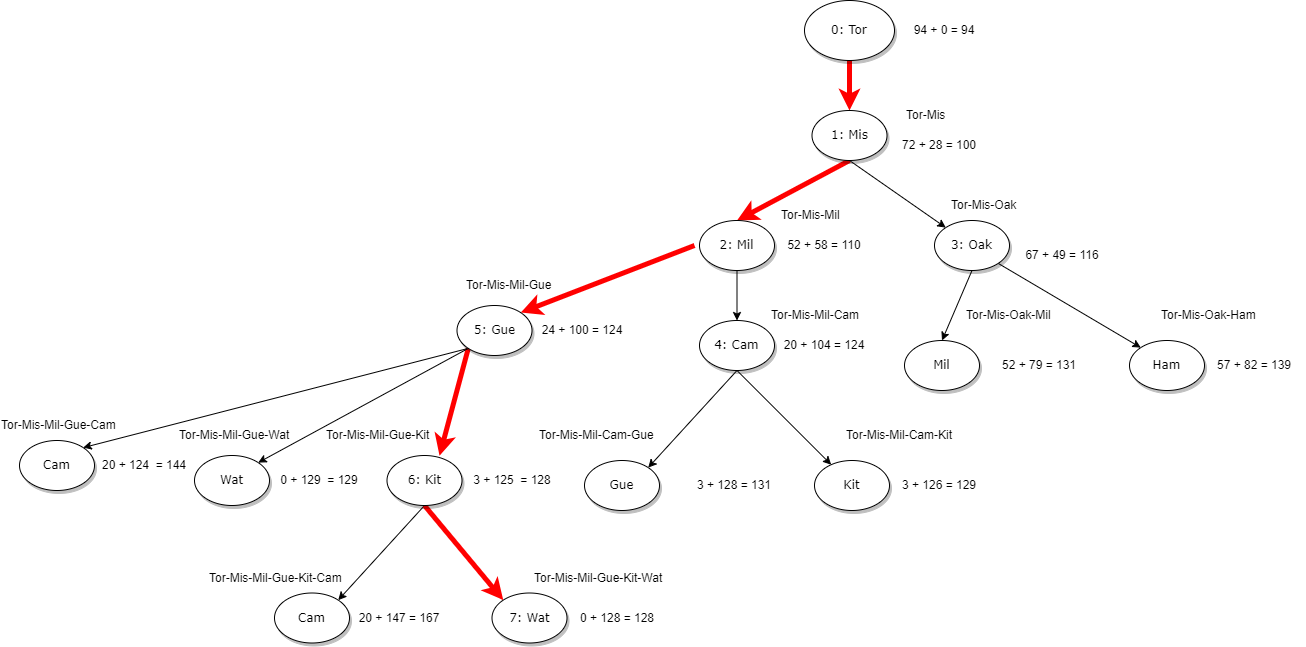 0: Tor
94 + 0 = 94
Tor-Mis
1: Mis
72 + 28 = 100
Tor-Mis-Oak
Tor-Mis-Mil
2: Mil
52 + 58 = 110
3: Oak
67 + 49 = 116
Tor-Mis-Mil-Gue
5: Gue
24 + 100 = 124
Tor-Mis-Mil-Cam
4: Cam
20 + 104 = 124
Tor-Mis-Oak-Mil
Mil
52 + 79 = 131
Tor-Mis-Oak-Ham
Ham
57 + 82 = 139
Tor-Mis-Mil-Gue-Cam
Cam
20 + 124  = 144
Tor-Mis-Mil-Gue-Wat
Wat
0 + 129  = 129
Tor-Mis-Mil-Gue-Kit
6: Kit
3 + 125  = 128
Tor-Mis-Mil-Cam-Gue
Gue
3 + 128 = 131
Tor-Mis-Mil-Cam-Kit
Kit
3 + 126 = 129
Tor-Mis-Mil-Gue-Kit-Cam
Cam
20 + 147 = 167
Tor-Mis-Mil-Gue-Kit-Wat
7: Wat
0 + 128 = 128